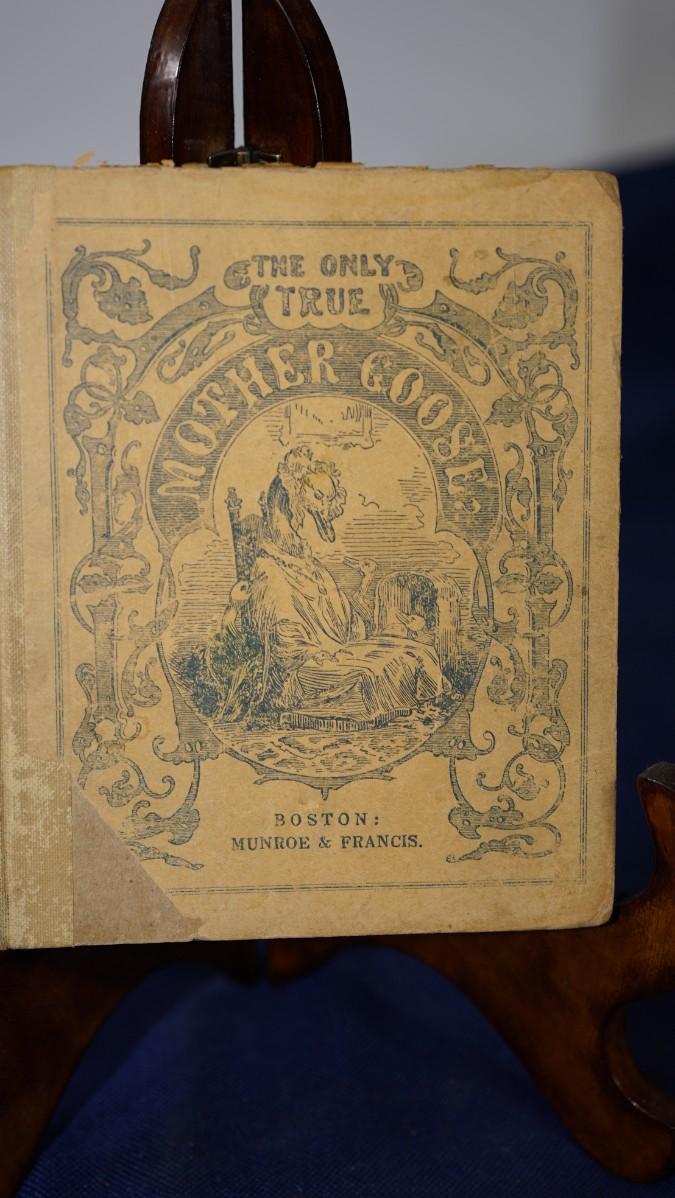 THE ONLY
TRUE
MOTHER GOOSE:
BOSTON:
MUNROE & FRANCIS.